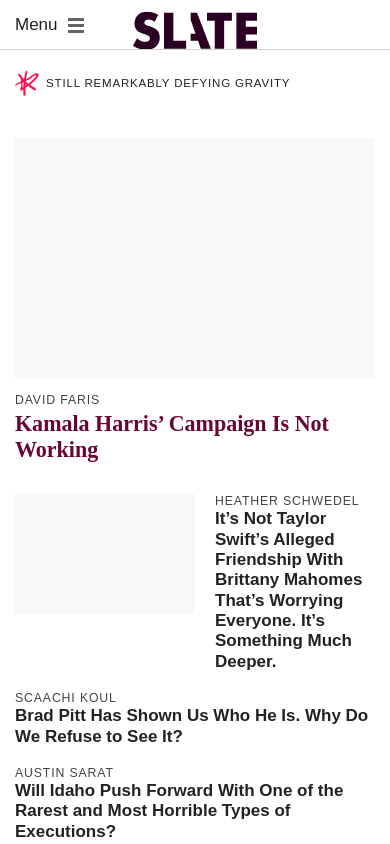 Menu
SLATE
STILL REMARKABLY DEFYING GRAVITY
DAVID FARIS
Kamala Harris’ Campaign Is Not
Working
HEATHER SCHWEDEL
It’s Not Taylor
Swift’s Alleged
Friendship With
Brittany Mahomes
That’s Worrying
Everyone. It’s
Something Much
Deeper.
SCAACHI KOUL
Brad Pitt Has Shown Us Who He Is. Why Do
We Refuse to See It?
AUSTIN SARAT
Will Idaho Push Forward With One of the
Rarest and Most Horrible Types of
Executions?